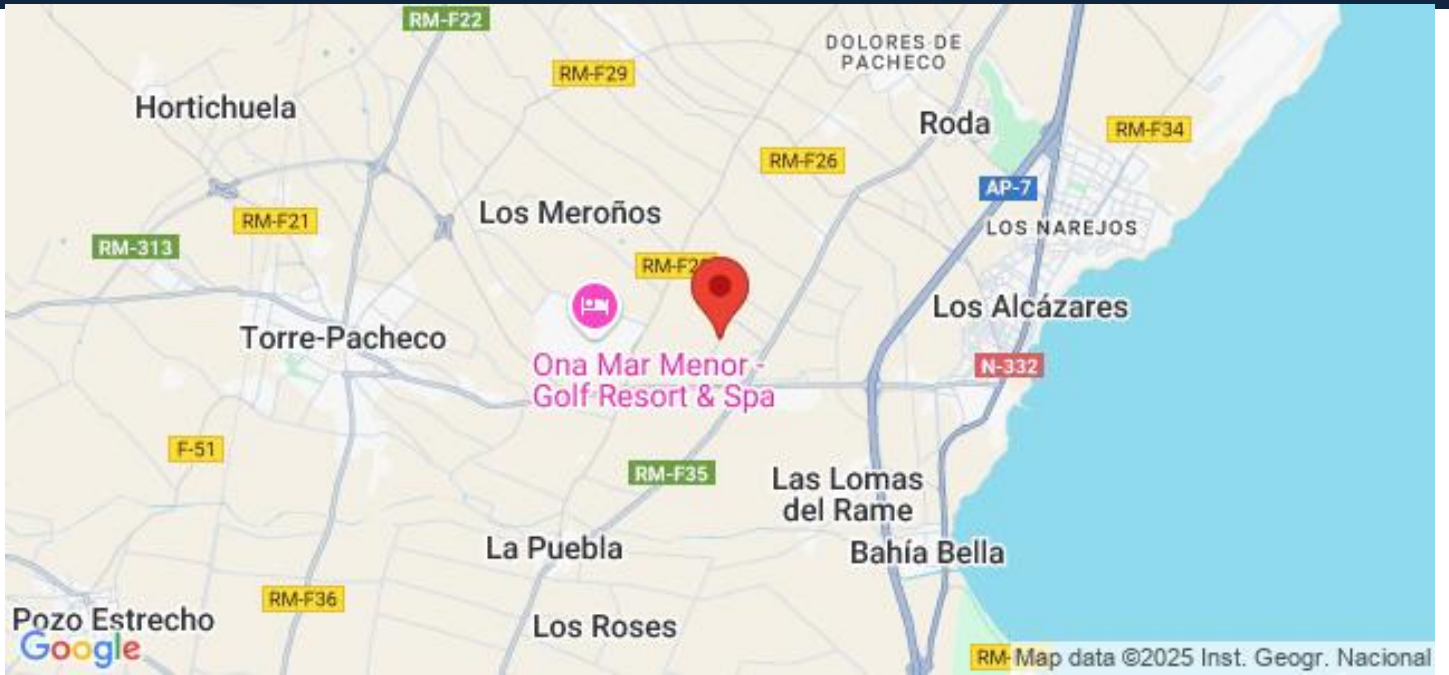 RM-F22
DOLORES DE
PACHECO
RM-F29
Hortichuela
Roda
RM-F34
RM-F26
AP-7
Los Meroños
RM-F21
LOS NAREJOS
RM-313
Los Alcázares
Torre-Pacheco
Ona Mar Menor -
Golf Resort & Spa
N-332
F-51
RM-F35
Las Lomas
del Rame
La Puebla
Bahía Bella
RM-F36
Pozo Estrecho
Los Roses
Google
Map data ©2025 Inst. Geogr. Nacional